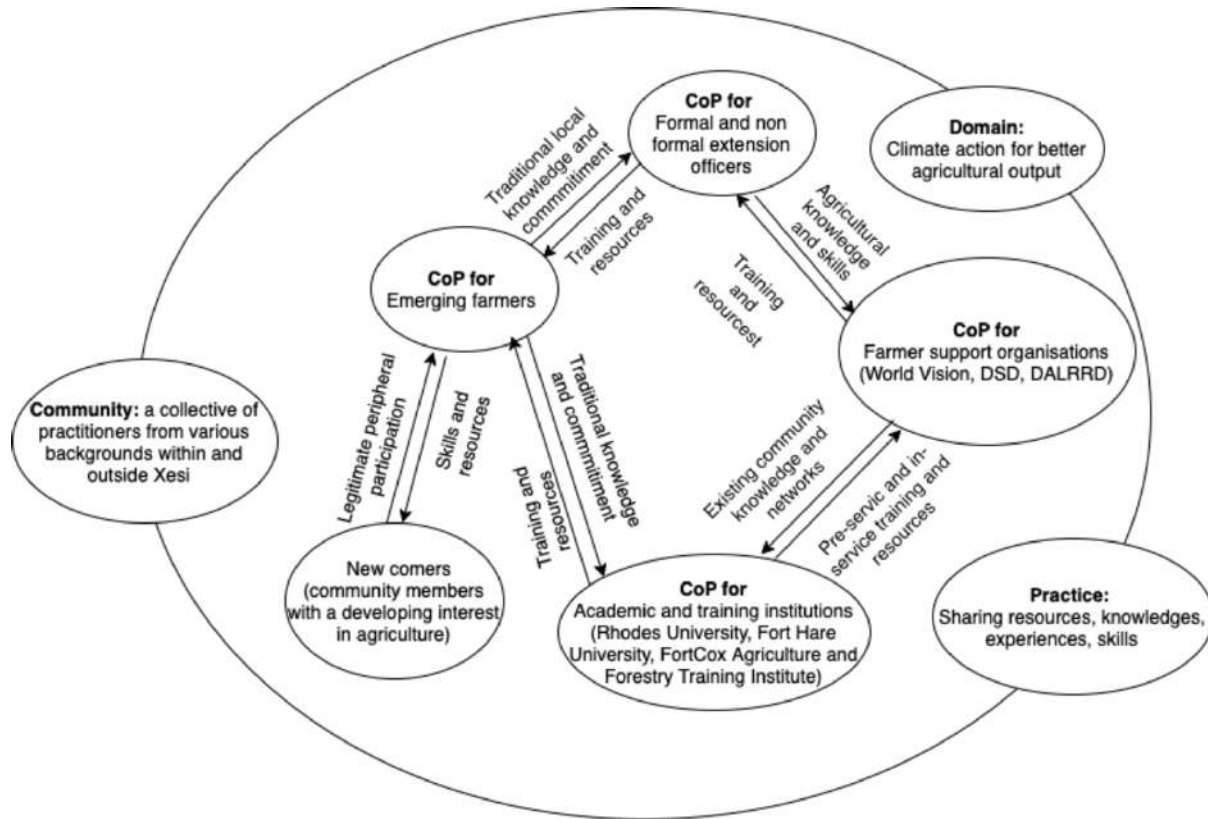 CoP for
Formal and non
formal extension
officers
Domain:
Climate action for better
agricultural output
Traditional local
knowledge and
commmitiment
Training and
resources
Agricultural
knowledge
and skills
Training
and
resourcest
CoP for
Emerging farmers
CoP for
Farmer support organisations
(World Vision, DSD, DALRRD)
Community: a collective of
practitioners from various
backgrounds within and
outside Xesi
Legitimate peripheral
participation
Skills and
resources
Traditional knowledge
and commmitiment
Training and
resources
Existing community
knowledge and
networks
Pre-servic and in-
service training and
resources
New comers
(community members
with a developing interest
in agriculture)
CoP for
Academic and training institutions
(Rhodes University, Fort Hare
University, FortCox Agriculture and
Forestry Training Institute)
Practice:
Sharing resources, knowledges,
experiences, skills